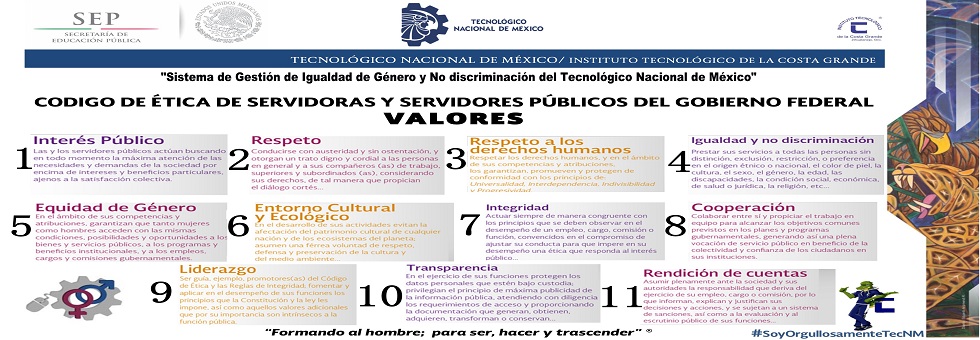 SEP
SECRETARÍA DE
EDUCACIÓN PÚBLICA
ESTADOS UNIDOS MEXICANOS
TECNOLÓGICO
NACIONAL DE MÉXICO
INSTITUTO TECNOLÓGICO
de la Costa Grande
TECNOLÓGICO NACIONAL DE MÉXICO/ INSTITUTO TECNOLÓGICO DE LA COSTA GRANDE
"Sistema de Gestión de Igualdad de Género y No discriminación del Tecnológico Nacional de México"
CODIGO DE ÉTICA DE SERVIDORAS Y SERVIDORES PÚBLICOS DEL GOBIERNO FEDERAL
VALORES
1
Interés Público
Las y los servidores públicos actúan buscando
en todo momento la máxima atención de las
necesidades y demandas de la sociedad por
encima de intereses y beneficios particulares,
ajenos a la satisfacción colectiva.
2
Respeto
Conducirse con austeridad y sin ostentación, y
otorgan un trato digno y cordial a las personas
en general y a sus compañeros (as) de trabajo,
superiores y subordinados (as), considerando
sus derechos, de tal manera que propician
el diálogo cortés...
3
Respeto a los
derechos humanos
Respetar los derechos humanos, y en el ámbito
de sus competencias y atribuciones,
los garantizan, promueven y protegen de
conformidad con los principios de
Universalidad, Interdependencia, Indivisibilidad
y Progresividad
4
Igualdad y no discriminación
Prestar sus servicios a todas las personas sin
distinción, exclusión, restricción, o preferencia
en el origen étnico o nacional, el color de piel, la
cultura, el sexo, el género, la edad, las
discapacidades, la condición social, económica,
de salud o jurídica, la religión, etc...
5
Equidad de Género
En el ámbito de sus competencias y
atribuciones, garantizan que tanto mujeres
como hombres acceden con las mismas
condiciones, posibilidades y oportunidades a los
bienes y servicios públicos, a los programas y
beneficios institucionales, y a los empleos,
cargos y comisiones gubernamentales.
6
Entorno Cultural
y Ecológico
En el desarrollo de sus actividades evitan la
afectación del patrimonio cultural de cualquier
nación y de los ecosistemas del planeta;
asumen una férrea voluntad de respeto,
defensa y preservación de la cultura y
del medio ambiente...
7
Integridad
Actuar siempre de manera congruente con
los principios que se deben observar en el
desempeño de un empleo, cargo, comisión o
función, convencidos en el compromiso de
ajustar su conducta para que impere en su
desempeño una ética que responda al interés
público...
8
Cooperación
Colaborar entre sí y propiciar el trabajo en
equipo para alcanzar los objetivos comunes
previstos en los planes y programas
gubernamentales, generando así una plena
vocación de servicio público en beneficio de la
colectividad y confianza de los ciudadanos en
sus instituciones.
9
Liderazgo
Ser guía, ejemplo, promotores(as) del Código
de Ética y las Reglas de Integridad, fomentar y
aplicar en el desempeño de sus funciones los
principios que la Constitución y la ley les
impone, así como aquellos valores adicionales
que por su importancia son intrínsecos a la
función pública.
10
Transparencia
En el ejercicio de sus funciones protegen los
datos personales que estén bajo custodia;
privilegian el principio de máxima publicidad de
la información pública, atendiendo con diligencia
los requerimientos de acceso y proporcionando
la documentación que generan, obtienen,
adquieren, transforman o conservan...
11
Rendición de cuentas
Asumir plenamente ante la sociedad y sus
autoridades la responsabilidad que deriva del
ejercicio de su empleo, cargo o comisión, por lo
que informan, explican y justifican sus
decisiones y acciones, y se sujetan a un sistema
de sanciones, así como a la evaluación y al
escrutinio público de sus funciones...
"Formando al hombre; para ser, hacer y trascender" ®
#SoyOrgullosamenteTecNM